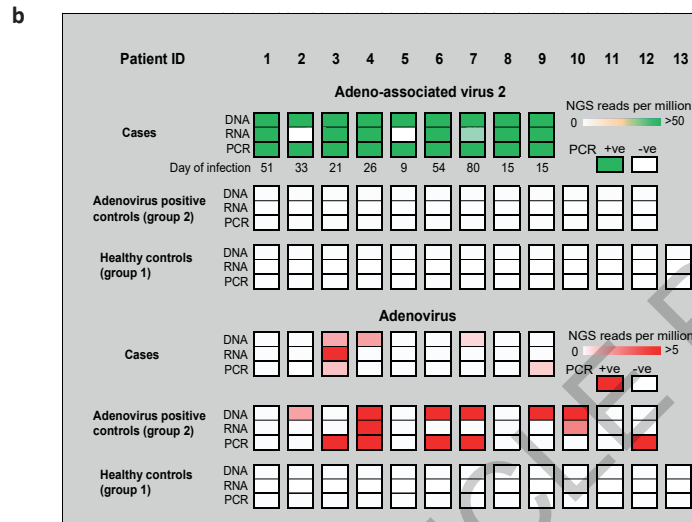 b
Patient ID 1 2 3 4 5 6 7 8 9 10 11 12 13
Adeno-associated virus 2
NGS reads per million
0 >50
PCR +ve -ve
Cases
DNA
RNA
PCR
Day of infection 51 33 21 26 9 54 80 15 15
Adenovirus positive
controls (group 2)
DNA
RNA
PCR
Healthy controls
(group 1)
DNA
RNA
PCR
Adenovirus
NGS reads per million
0 >5
PCR +ve -ve
Cases
DNA
RNA
PCR
Adenovirus positive
controls (group 2)
DNA
RNA
PCR
Healthy controls
(group 1)
DNA
RNA
PCR